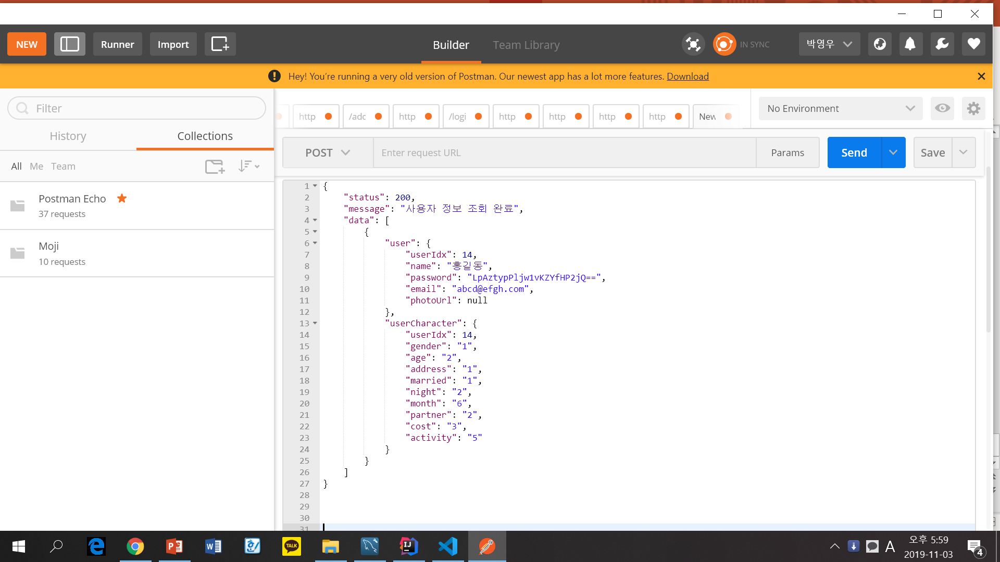 NEW Runner Import Builder Team Library IN SYNC 박영우
Hey! You're running a very old version of Postman. Our newest app has a lot more features. Download
Filter
http /adc http /logi http http http http New No Environment
History Collections
POST Enter request URL Params Send Save
All Me Team
Postman Echo
37 requests
Moji
10 requests
1 {
2 "status": 200,
3 "message": "사용자 정보 조회 완료",
4 "data": [
5 {
6 "user": {
7 "userIdx": 14,
8 "name": "홍길동",
9 "password": "LpAztypPljw1vKZYfHP2jQ==",
10 "email": "abcd@efgh.com",
11 "photoUrl": null
12 },
13 "userCharacter": {
14 "userIdx": 14,
15 "gender": "1",
16 "age": "2",
17 "address": "1",
18 "married": "1",
19 "night": "2",
20 "month": "6",
21 "partner": "2",
22 "cost": "3",
23 "activity": "5"
24 }
25 }
26 ]
27 }
28
29
30
31
TALK IJ A 오후 5:59
2019-11-03 4